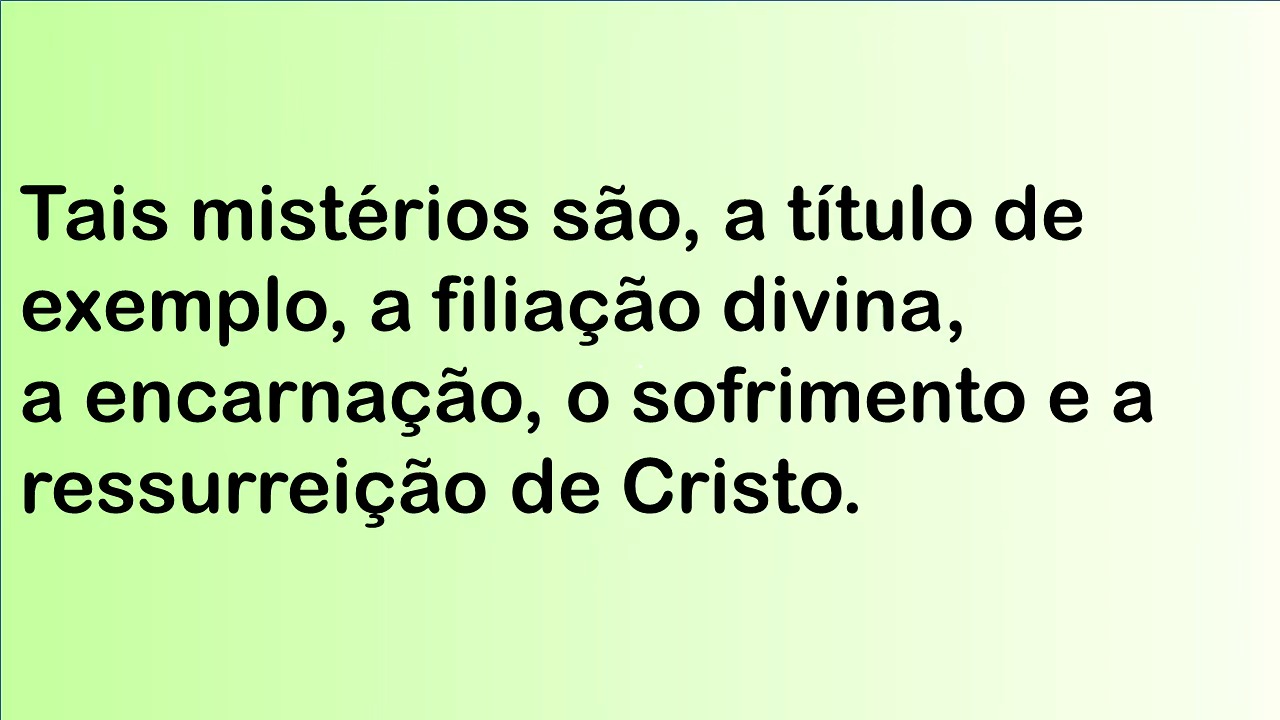 Tais mistérios são, a título de
exemplo, a filiação divina,
a encarnação, o sofrimento e a
ressurreição de Cristo.